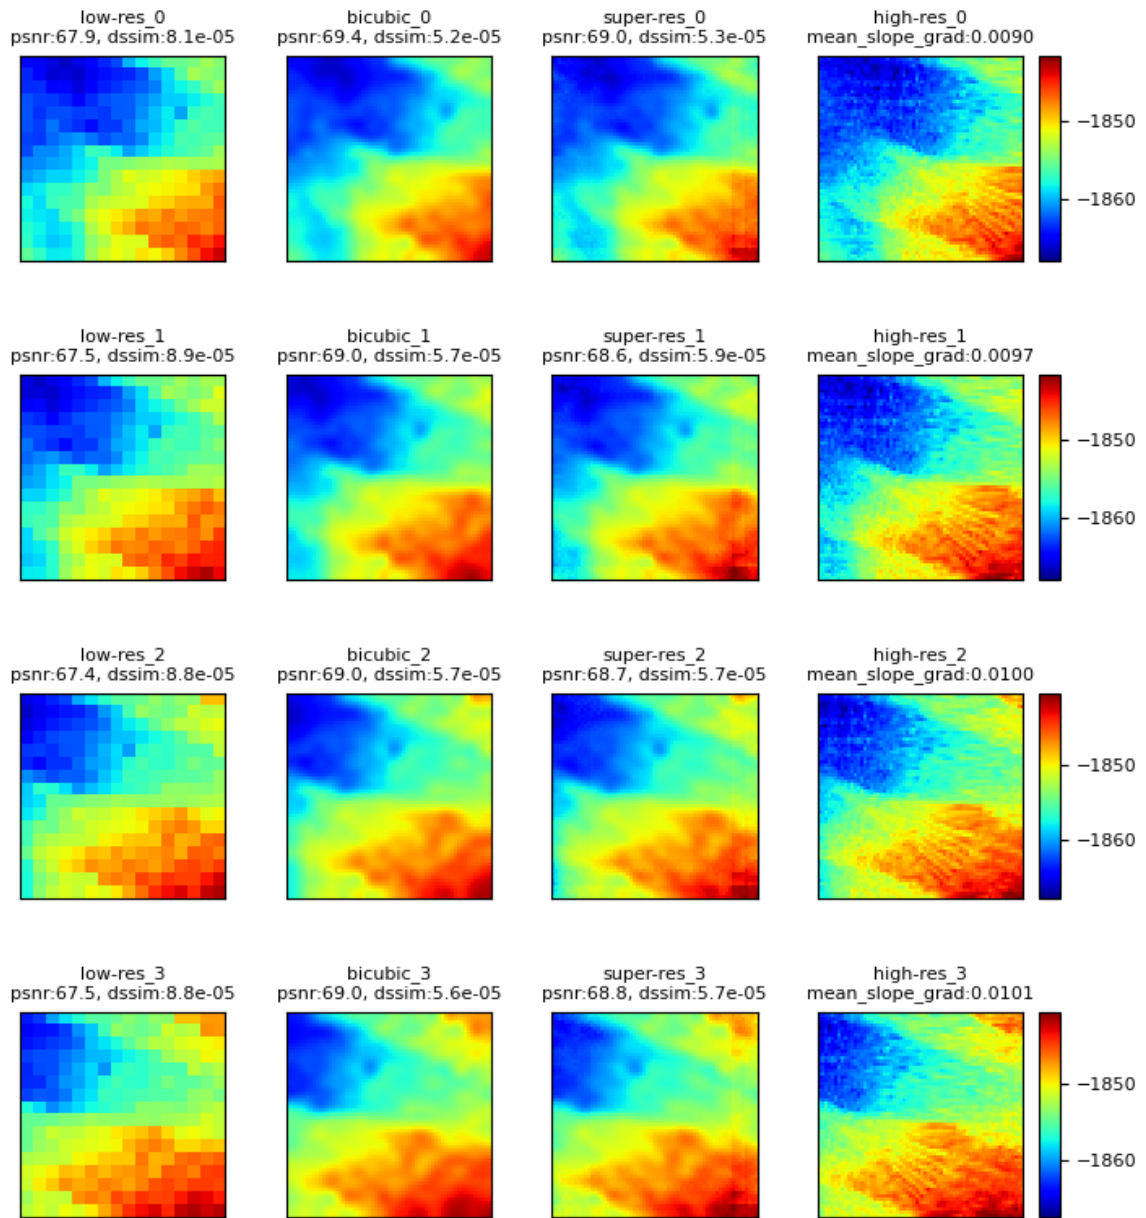 low-res_0
psnr:67.9, dssim:8.1e-05
bicubic_0
psnr:69.4, dssim:5.2e-05
super-res_0
psnr:69.0, dssim:5.3e-05
high-res_0
mean_slope_grad:0.0090
−1850
−1860
low-res_1
psnr:67.5, dssim:8.9e-05
bicubic_1
psnr:69.0, dssim:5.7e-05
super-res_1
psnr:68.6, dssim:5.9e-05
high-res_1
mean_slope_grad:0.0097
−1850
−1860
low-res_2
psnr:67.4, dssim:8.8e-05
bicubic_2
psnr:69.0, dssim:5.7e-05
super-res_2
psnr:68.7, dssim:5.7e-05
high-res_2
mean_slope_grad:0.0100
−1850
−1860
low-res_3
psnr:67.5, dssim:8.8e-05
bicubic_3
psnr:69.0, dssim:5.6e-05
super-res_3
psnr:68.8, dssim:5.7e-05
high-res_3
mean_slope_grad:0.0101
−1850
−1860